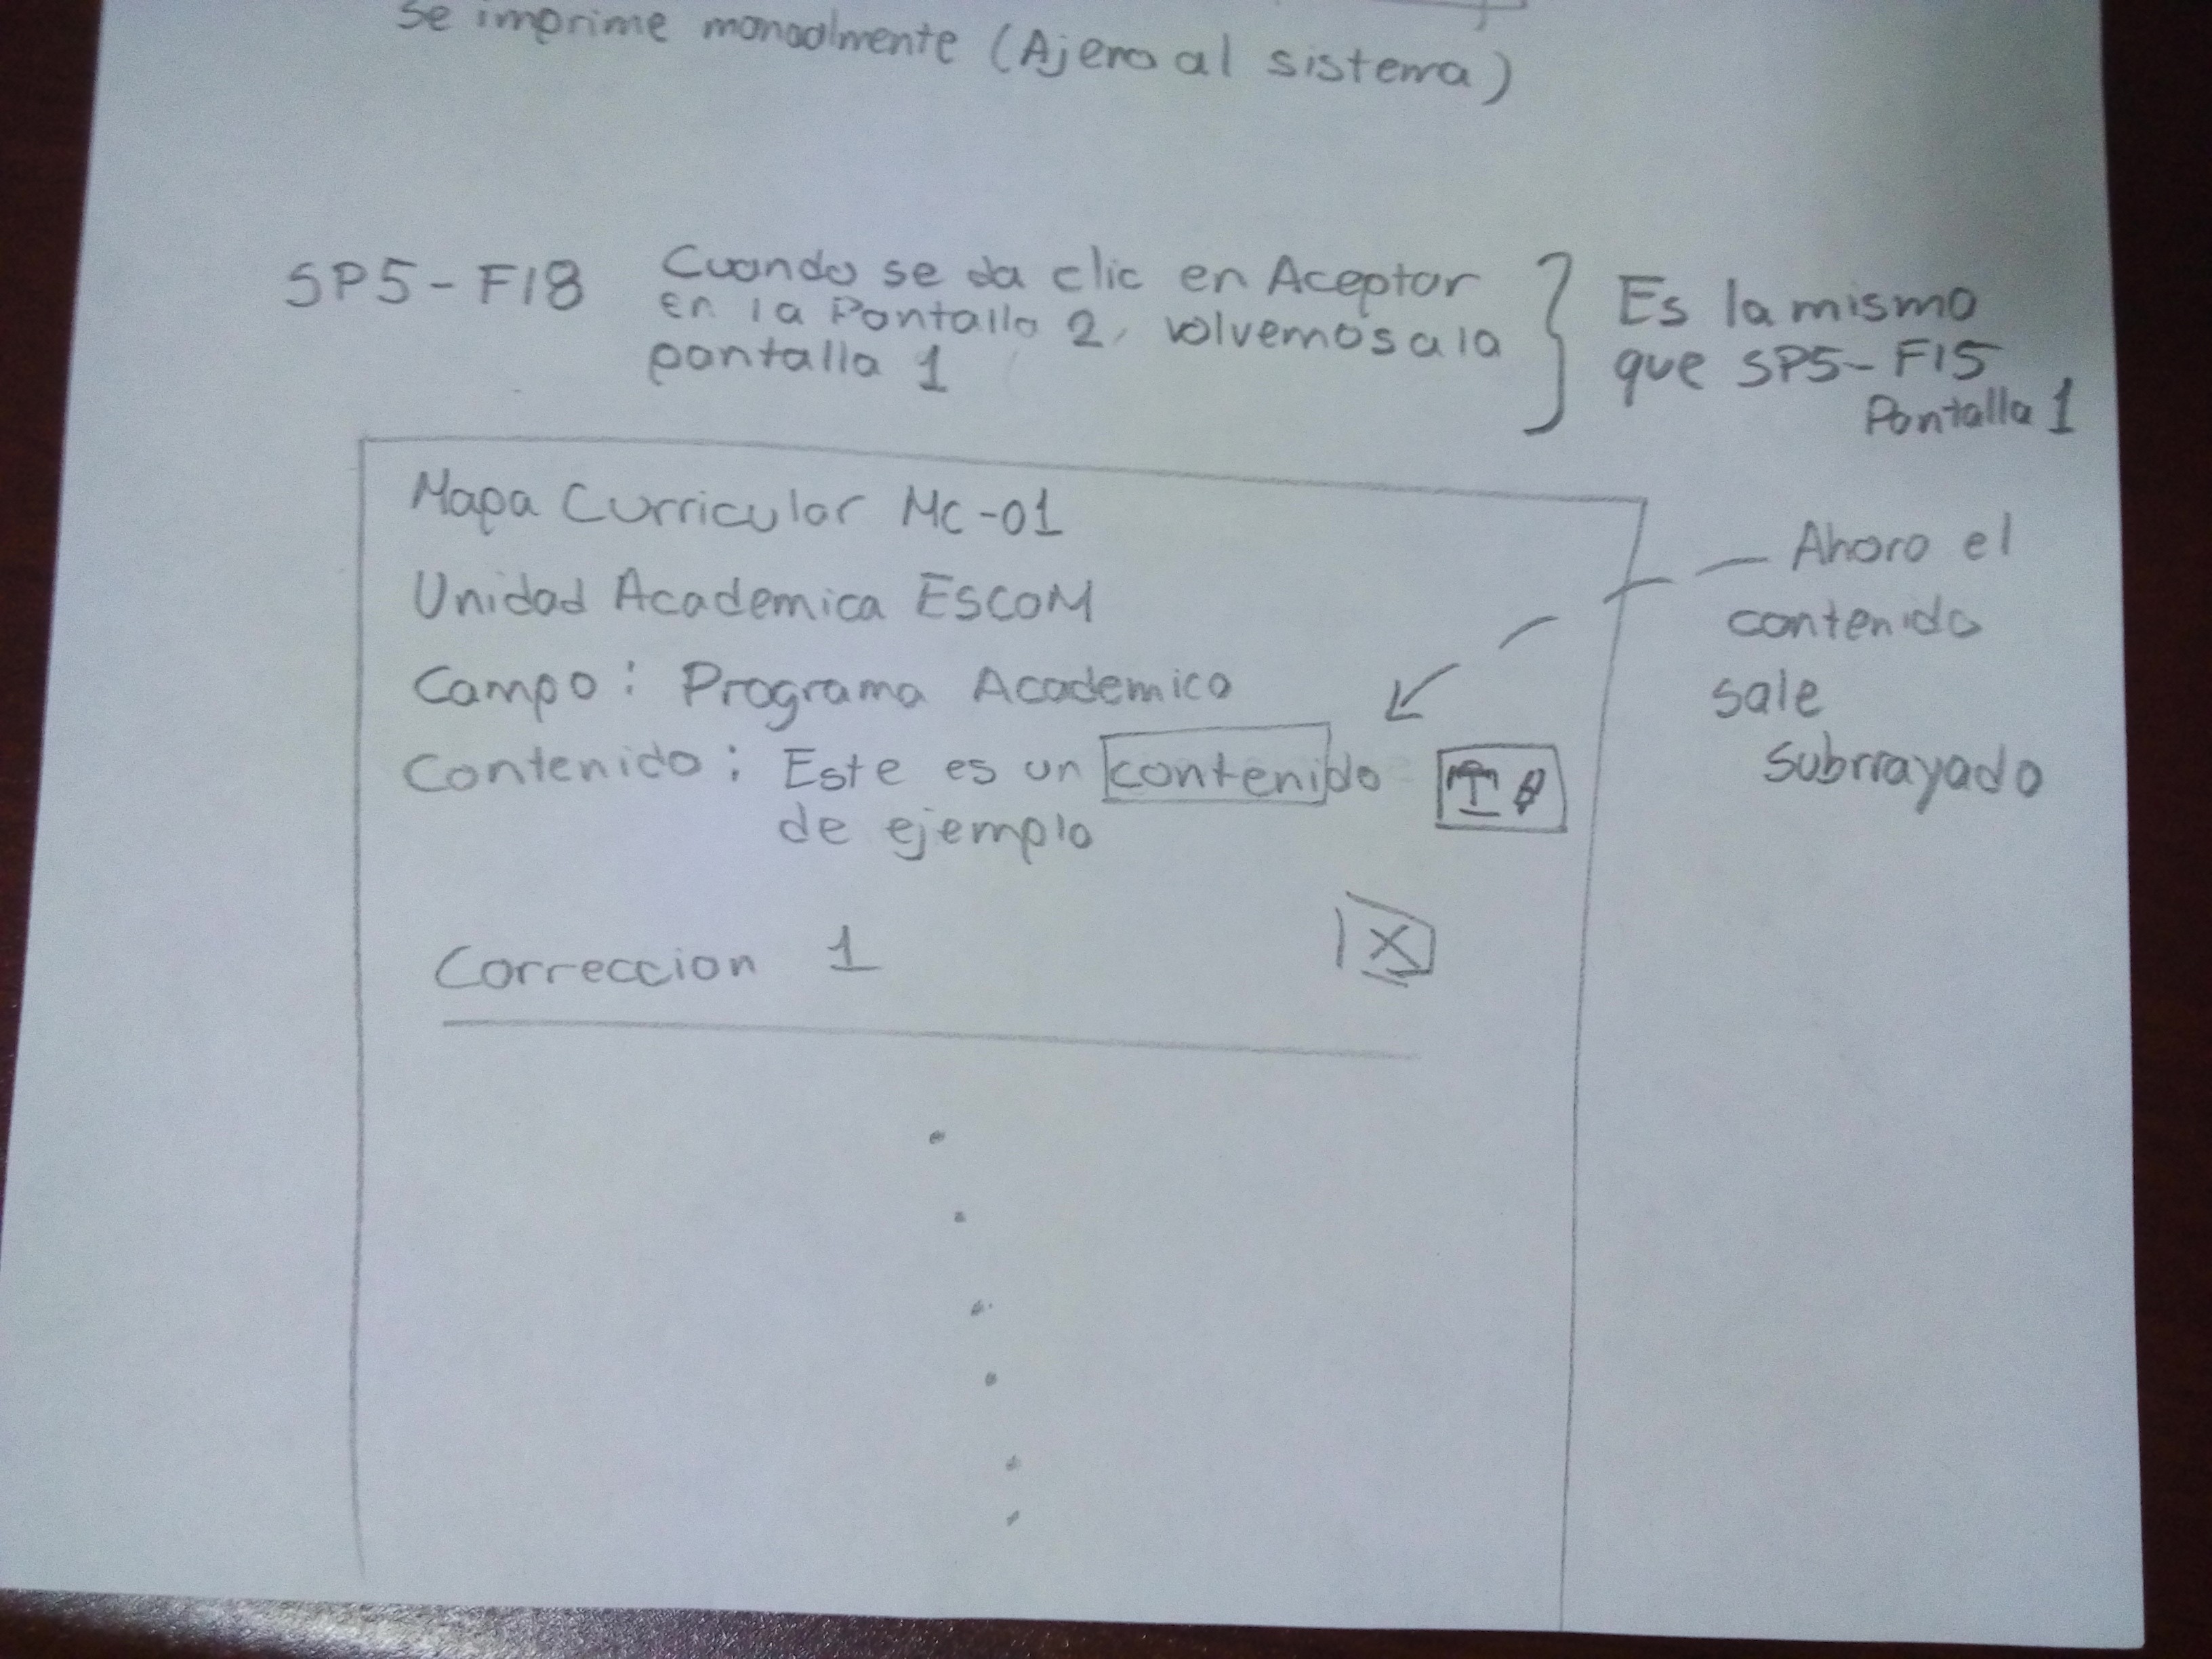 Se imprime manualmente (Ajeno al sistema)
SP5-F18 Cuando se da clic en Aceptar
en la Pantalla 2, volvemos a la
pantalla 1
Es la misma
que SP5-F15
Pantalla 1
Mapa Curricular MC-01
Unidad Academica ESCOM
Campo: Programa Academico
Contenido: Este es un contenido
de ejemplo
Ahora el
contenido
sale
subrrayado
Correccion 1 X